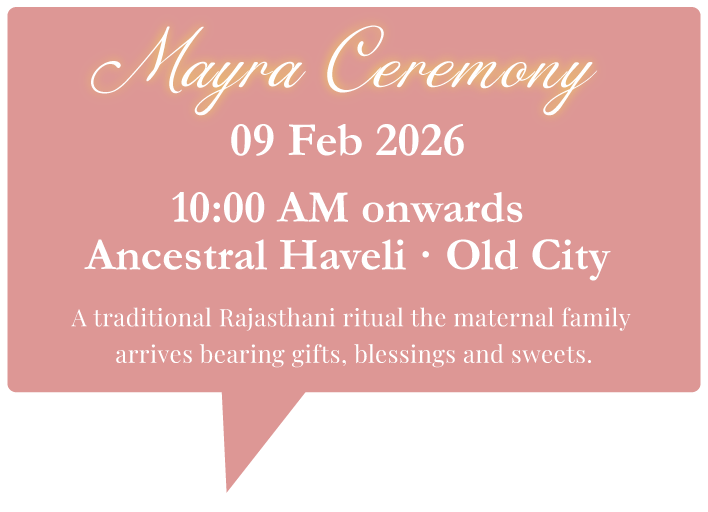 Mayra Ceremony
09 Feb 2026
10:00 AM onwards
Ancestral Haveli · Old City
A traditional Rajasthani ritual the maternal family
arrives bearing gifts, blessings and sweets.